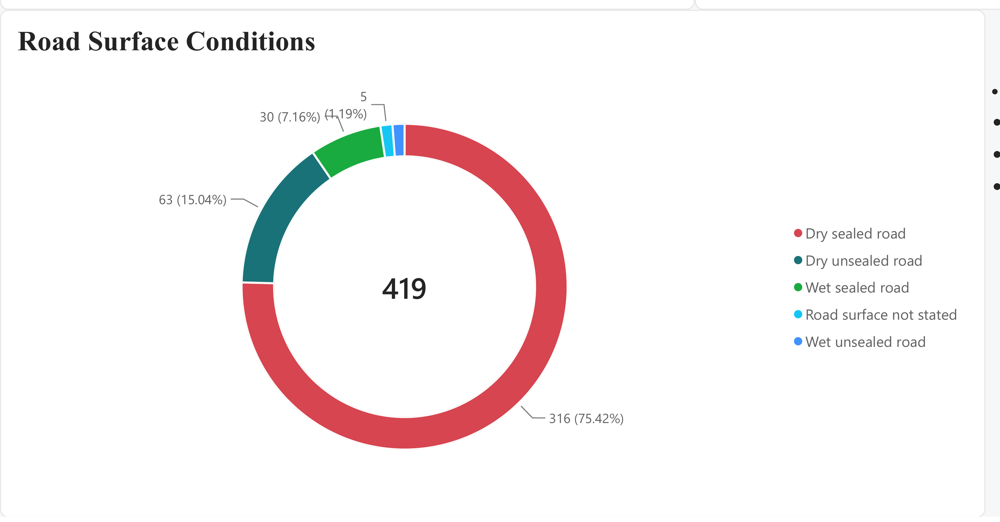 Road Surface Conditions
5
(1.19%)
30 (7.16%)
63 (15.04%)
419
316 (75.42%)
Dry sealed road
Dry unsealed road
Wet sealed road
Road surface not stated
Wet unsealed road